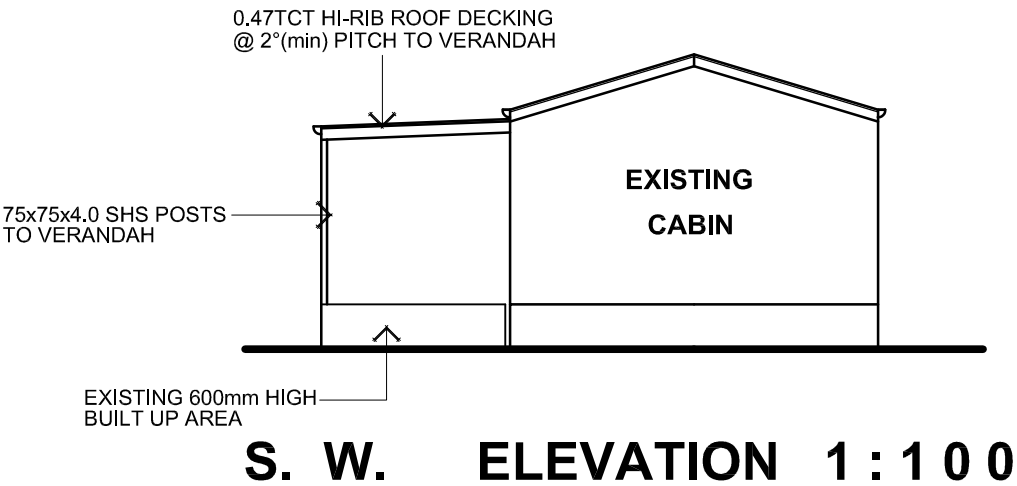 0.47TCT HI-RIB ROOF DECKING
@ 2°(min) PITCH TO VERANDAH
EXISTING
CABIN
75x75x4.0 SHS POSTS
TO VERANDAH
EXISTING 600mm HIGH
BUILT UP AREA
S. W. ELEVATION 1:100